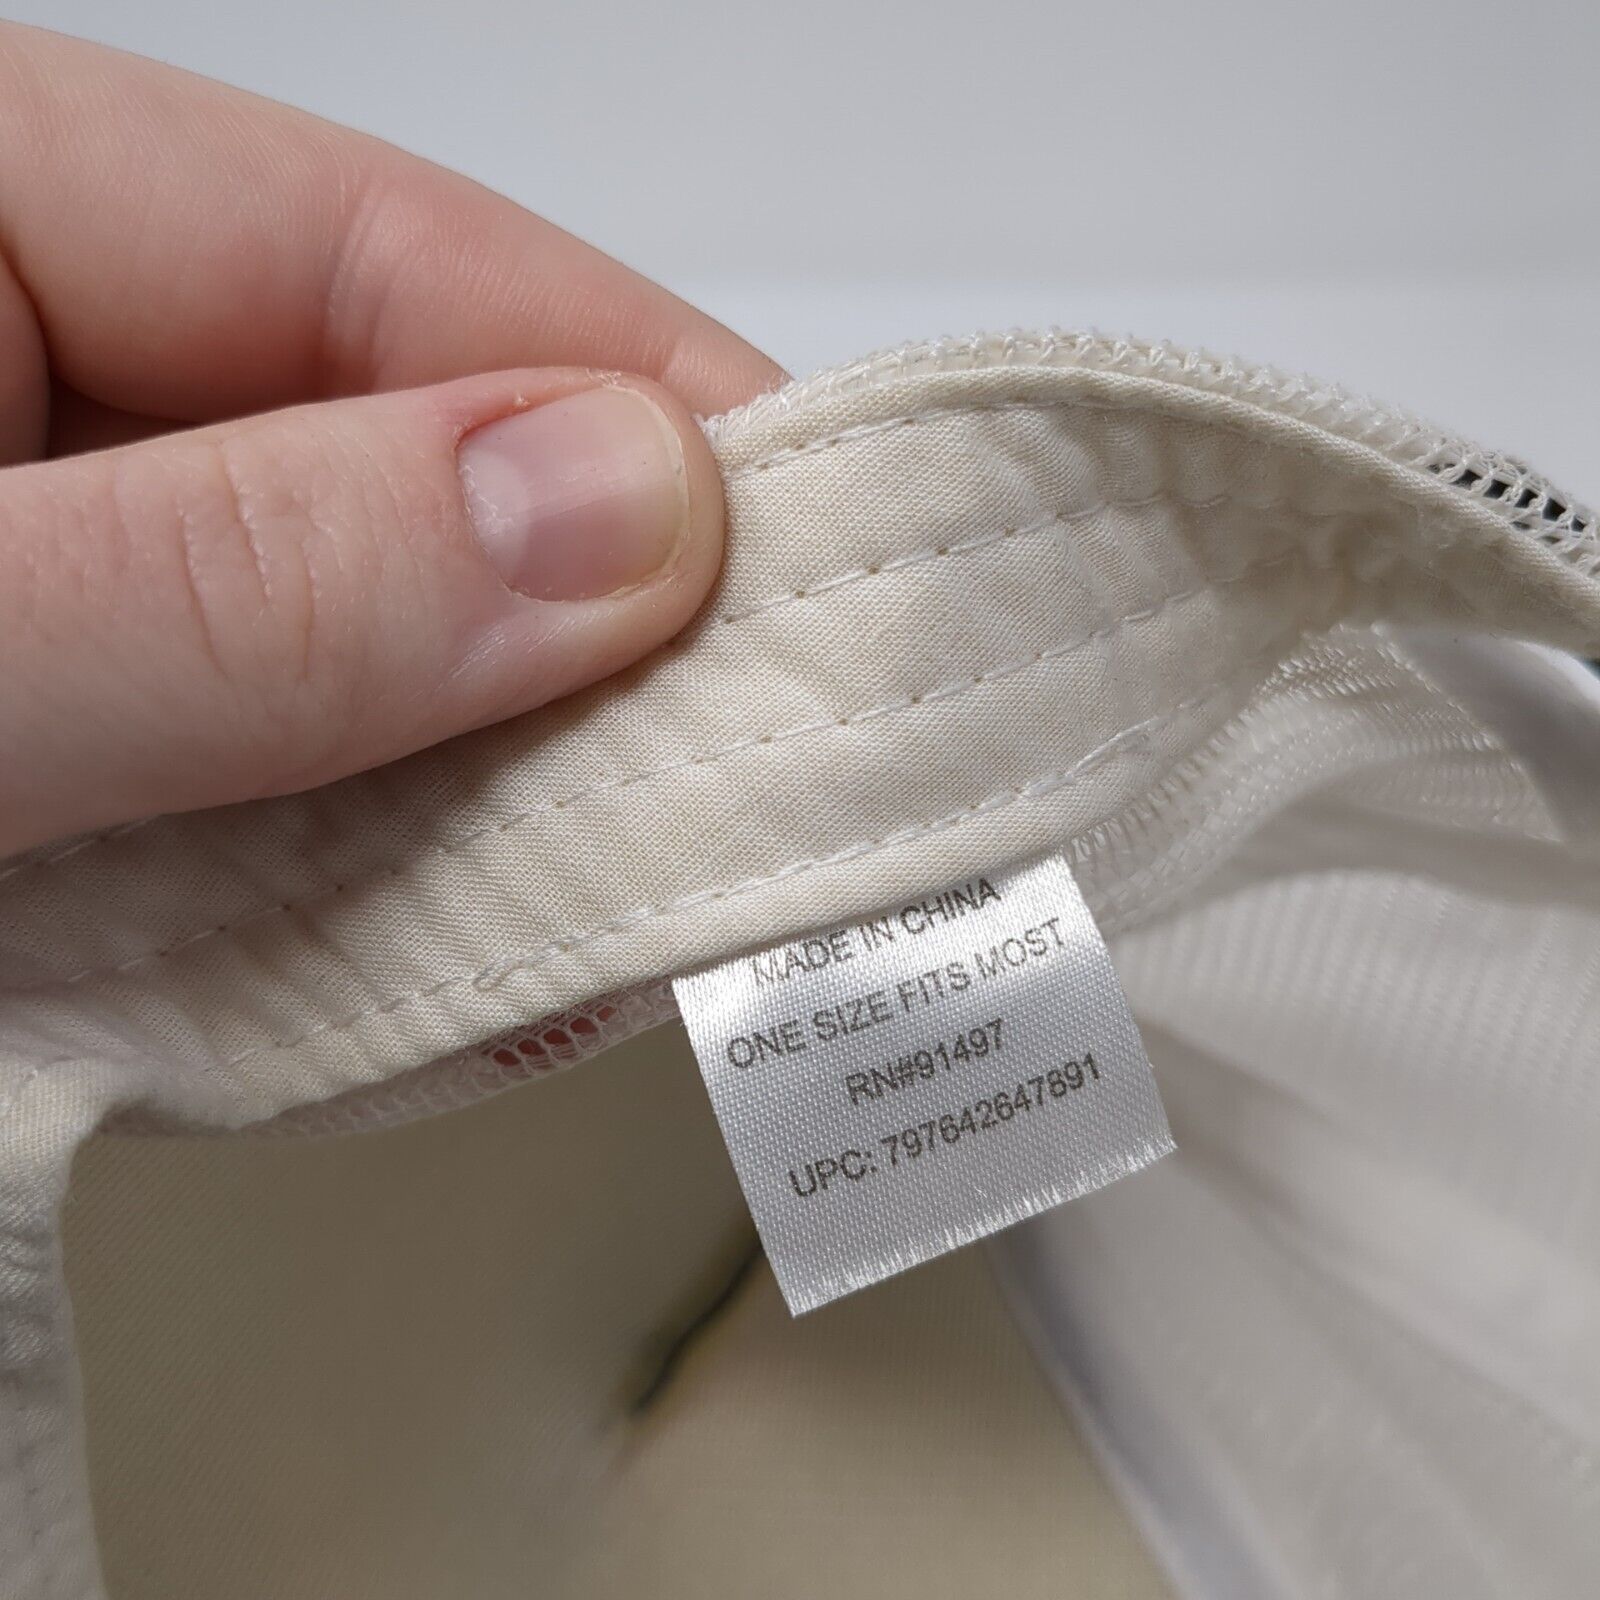 MADE IN CHINA
ONE SIZE FITS MOST
RN#91497
UPC: 797642647891